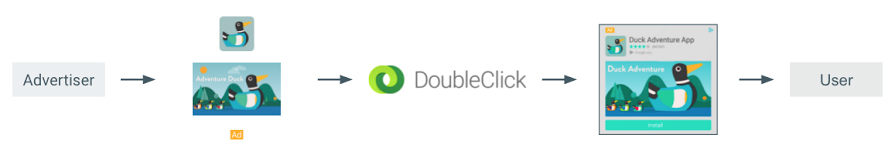 Advertiser
Adventure Duck
Ad
DoubleClick
Ad
Duck Adventure App
Duck Adventure
Install
User